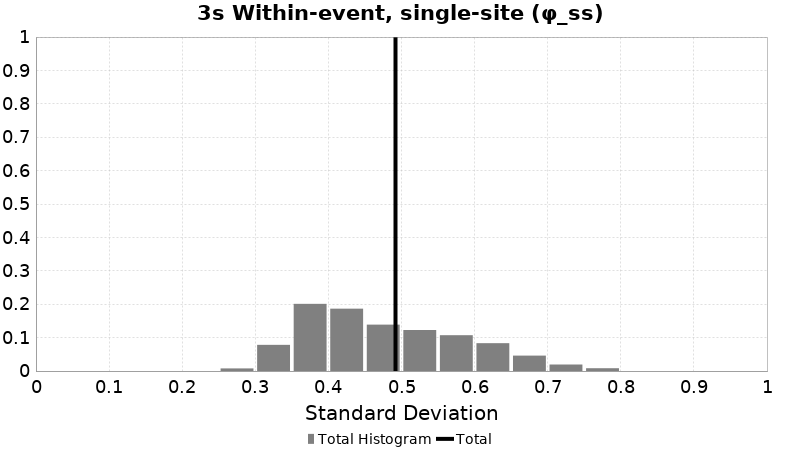 3s Within-event, single-site (φ_ss)
1
0.9
0.8
0.7
0.6
0.5
0.4
0.3
0.2
0.1
0
0 0.1 0.2 0.3 0.4 0.5 0.6 0.7 0.8 0.9 1
Standard Deviation
Total Histogram Total